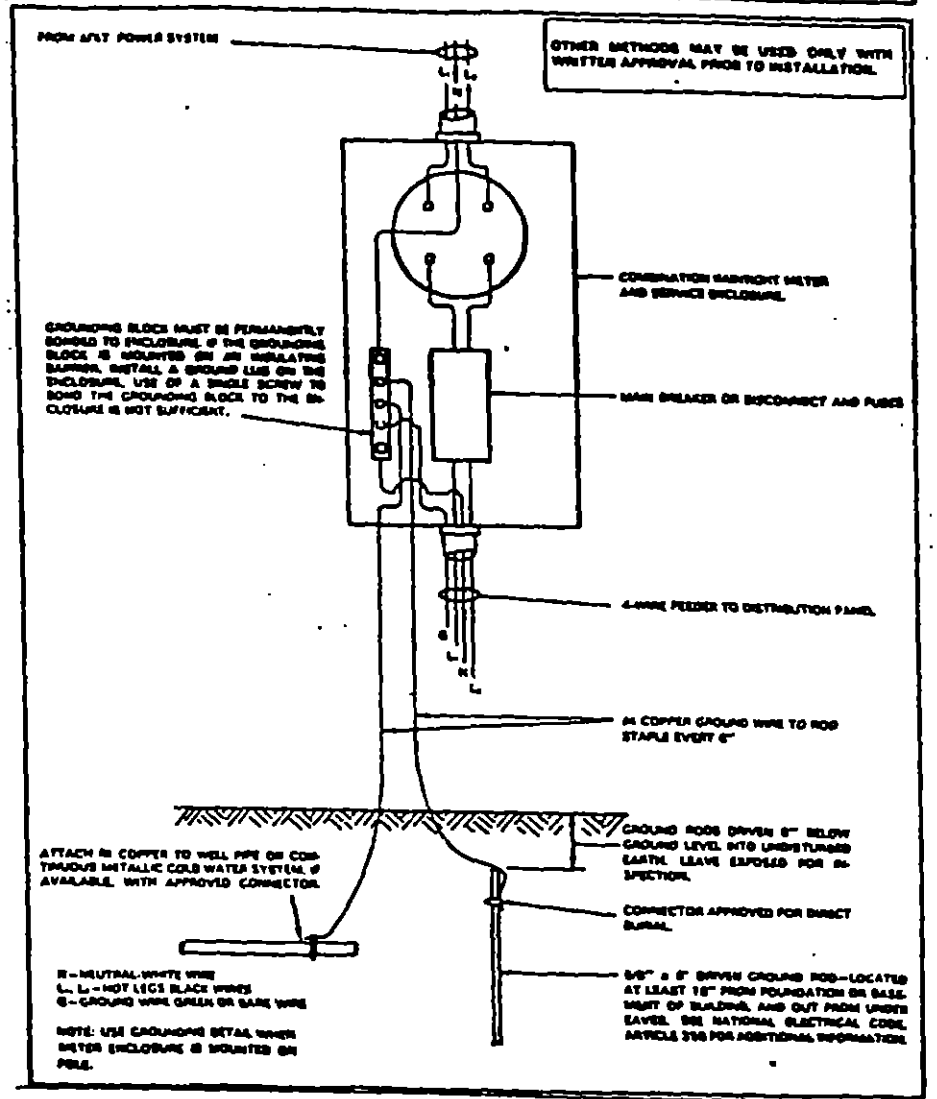 FROM POWER SYSTEM
OTHER METHODS MAY BE USED ONLY WITH
WRITTEN APPROVAL PRIOR TO INSTALLATION.
L N L
COMBINATION METER
AND SERVICE ENCLOSURE.
GROUNDING BLOCK MUST BE PERMANENTLY
BONDED TO ENCLOSURE. IF THE GROUNDING
BLOCK IS MOUNTED ON AN INSULATING
BARRIER, INSTALL A GROUND LUG ON THE
ENCLOSURE. USE OF A SINGLE SCREW TO
BOND THE GROUNDING BLOCK TO THE EN-
CLOSURE IS NOT SUFFICIENT.
MAIN BREAKER OR DISCONNECT AND FUSES
4-WIRE FEEDER TO DISTRIBUTION PANEL.
G
L
N
L
COPPER GROUND WIRE TO ROD
STAPLE EVERY 6"
GROUND RODS DRIVEN BELOW
GROUND LEVEL INTO UNDISTURBED
EARTH. LEAVE EXPOSED FOR IN-
SPECTION.
ATTACH COPPER TO WELL PIPE OR CON-
TINUOUS METALLIC COLD WATER SYSTEM, IF
AVAILABLE, WITH APPROVED CONNECTOR.
CONNECTOR APPROVED FOR DIRECT
BURIAL.
N - NEUTRAL-WHITE WIRE
L, L - HOT LEGS BLACK WIRES
G - GROUND WIRE GREEN OR BARE WIRE
5/8" x 8' DRIVEN GROUND ROD—LOCATED
AT LEAST 18" FROM FOUNDATION OR BASE-
MENT OF BUILDING AND OUT FROM UNDER
EAVES. SEE NATIONAL ELECTRICAL CODE,
ARTICLE FOR ADDITIONAL INFORMATION.
NOTE: USE GROUNDING DETAIL WHEN
METER ENCLOSURE IS MOUNTED ON
POLE.